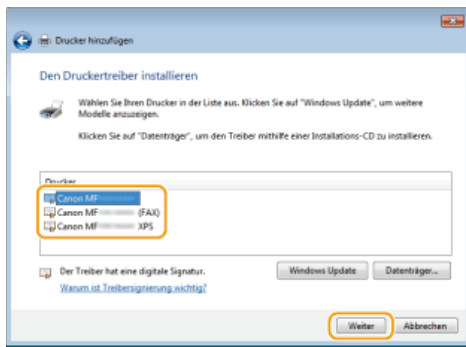 Drucker hinzufügen
Den Druckertreiber installieren
Wählen Sie Ihren Drucker in der Liste aus. Klicken Sie auf "Windows Update", um weitere
Modelle anzuzeigen.
Klicken Sie auf "Datenträger", um den Treiber mithilfe einer Installations-CD zu installieren.
Drucker
Canon MF
Canon MF (FAX)
Canon MF XPS
Der Treiber hat eine digitale Signatur.
Windows Update
Datenträger...
Warum ist Treibersignierung wichtig?
Weiter
Abbrechen